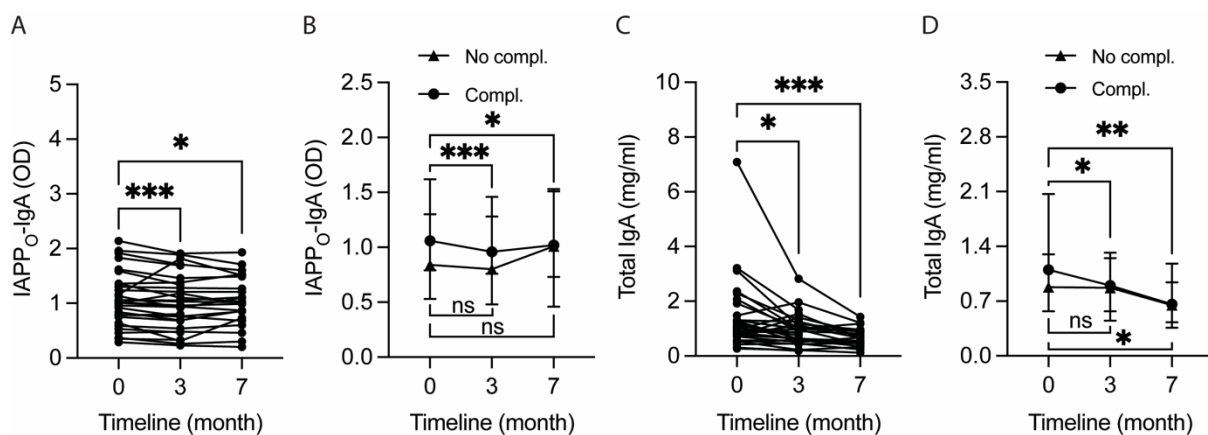 A
IAPPO-IgA (OD)
5
4
3
2
1
0
***
*
0 3 7
Timeline (month)
B
No compl.
Compl.
IAPPO-IgA (OD)
2.5
2.0
1.5
1.0
0.5
0.0
*
***
ns
ns
0 3 7
Timeline (month)
C
Total IgA (mg/ml)
10
8
6
4
2
0
***
*
0 3 7
Timeline (month)
D
No compl.
Compl.
Total IgA (mg/ml)
3.5
2.8
2.1
1.4
0.7
0.0
**
*
ns
*
0 3 7
Timeline (month)